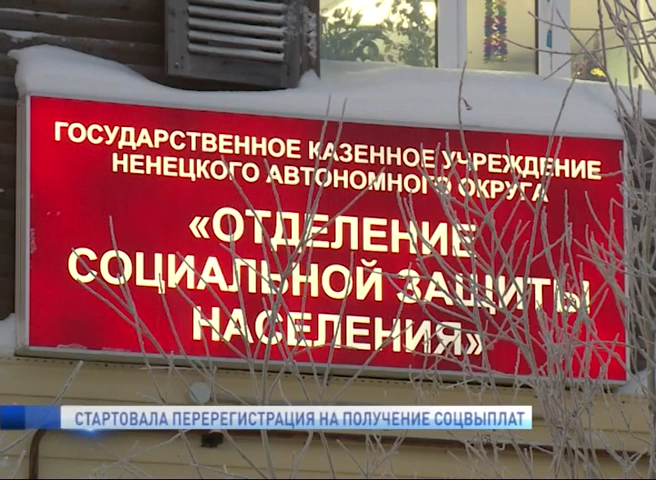 ГОСУДАРСТВЕННОЕ КАЗЕННОЕ УЧРЕЖДЕНИЕ
НЕНЕЦКОГО АВТОНОМНОГО ОКРУГА
«ОТДЕЛЕНИЕ
СОЦИАЛЬНОЙ ЗАЩИТЫ
НАСЕЛЕНИЯ»
СТАРТОВАЛА ПЕРЕРЕГИСТРАЦИЯ НА ПОЛУЧЕНИЕ СОЦВЫПЛАТ